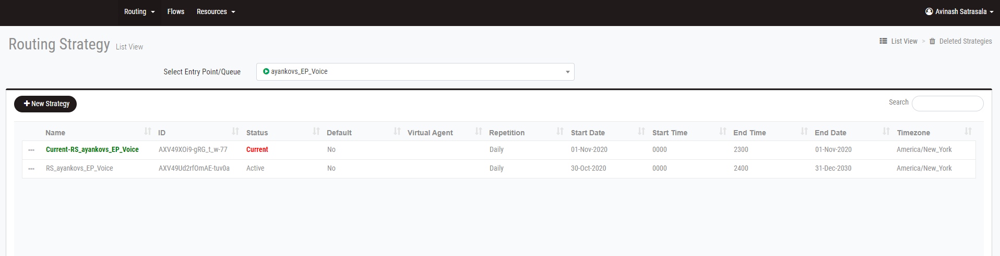 Routing Flows Resources Avinash Satrasala
Routing Strategy List View
List View > Deleted Strategies
Select Entry Point/Queue ayankovs_EP_Voice
New Strategy
Search
Name ID Status Default Virtual Agent Repetition Start Date Start Time End Time End Date Timezone
Current-RS_ayankovs_EP_Voice AXV49XOi9-gRG_t_w-77 Current No Daily 01-Nov-2020 0000 2300 01-Nov-2020 America/New_York
RS_ayankovs_EP_Voice AXV49Ud2rfOmAE-tuv0a Active No Daily 30-Oct-2020 0000 2400 31-Dec-2030 America/New_York